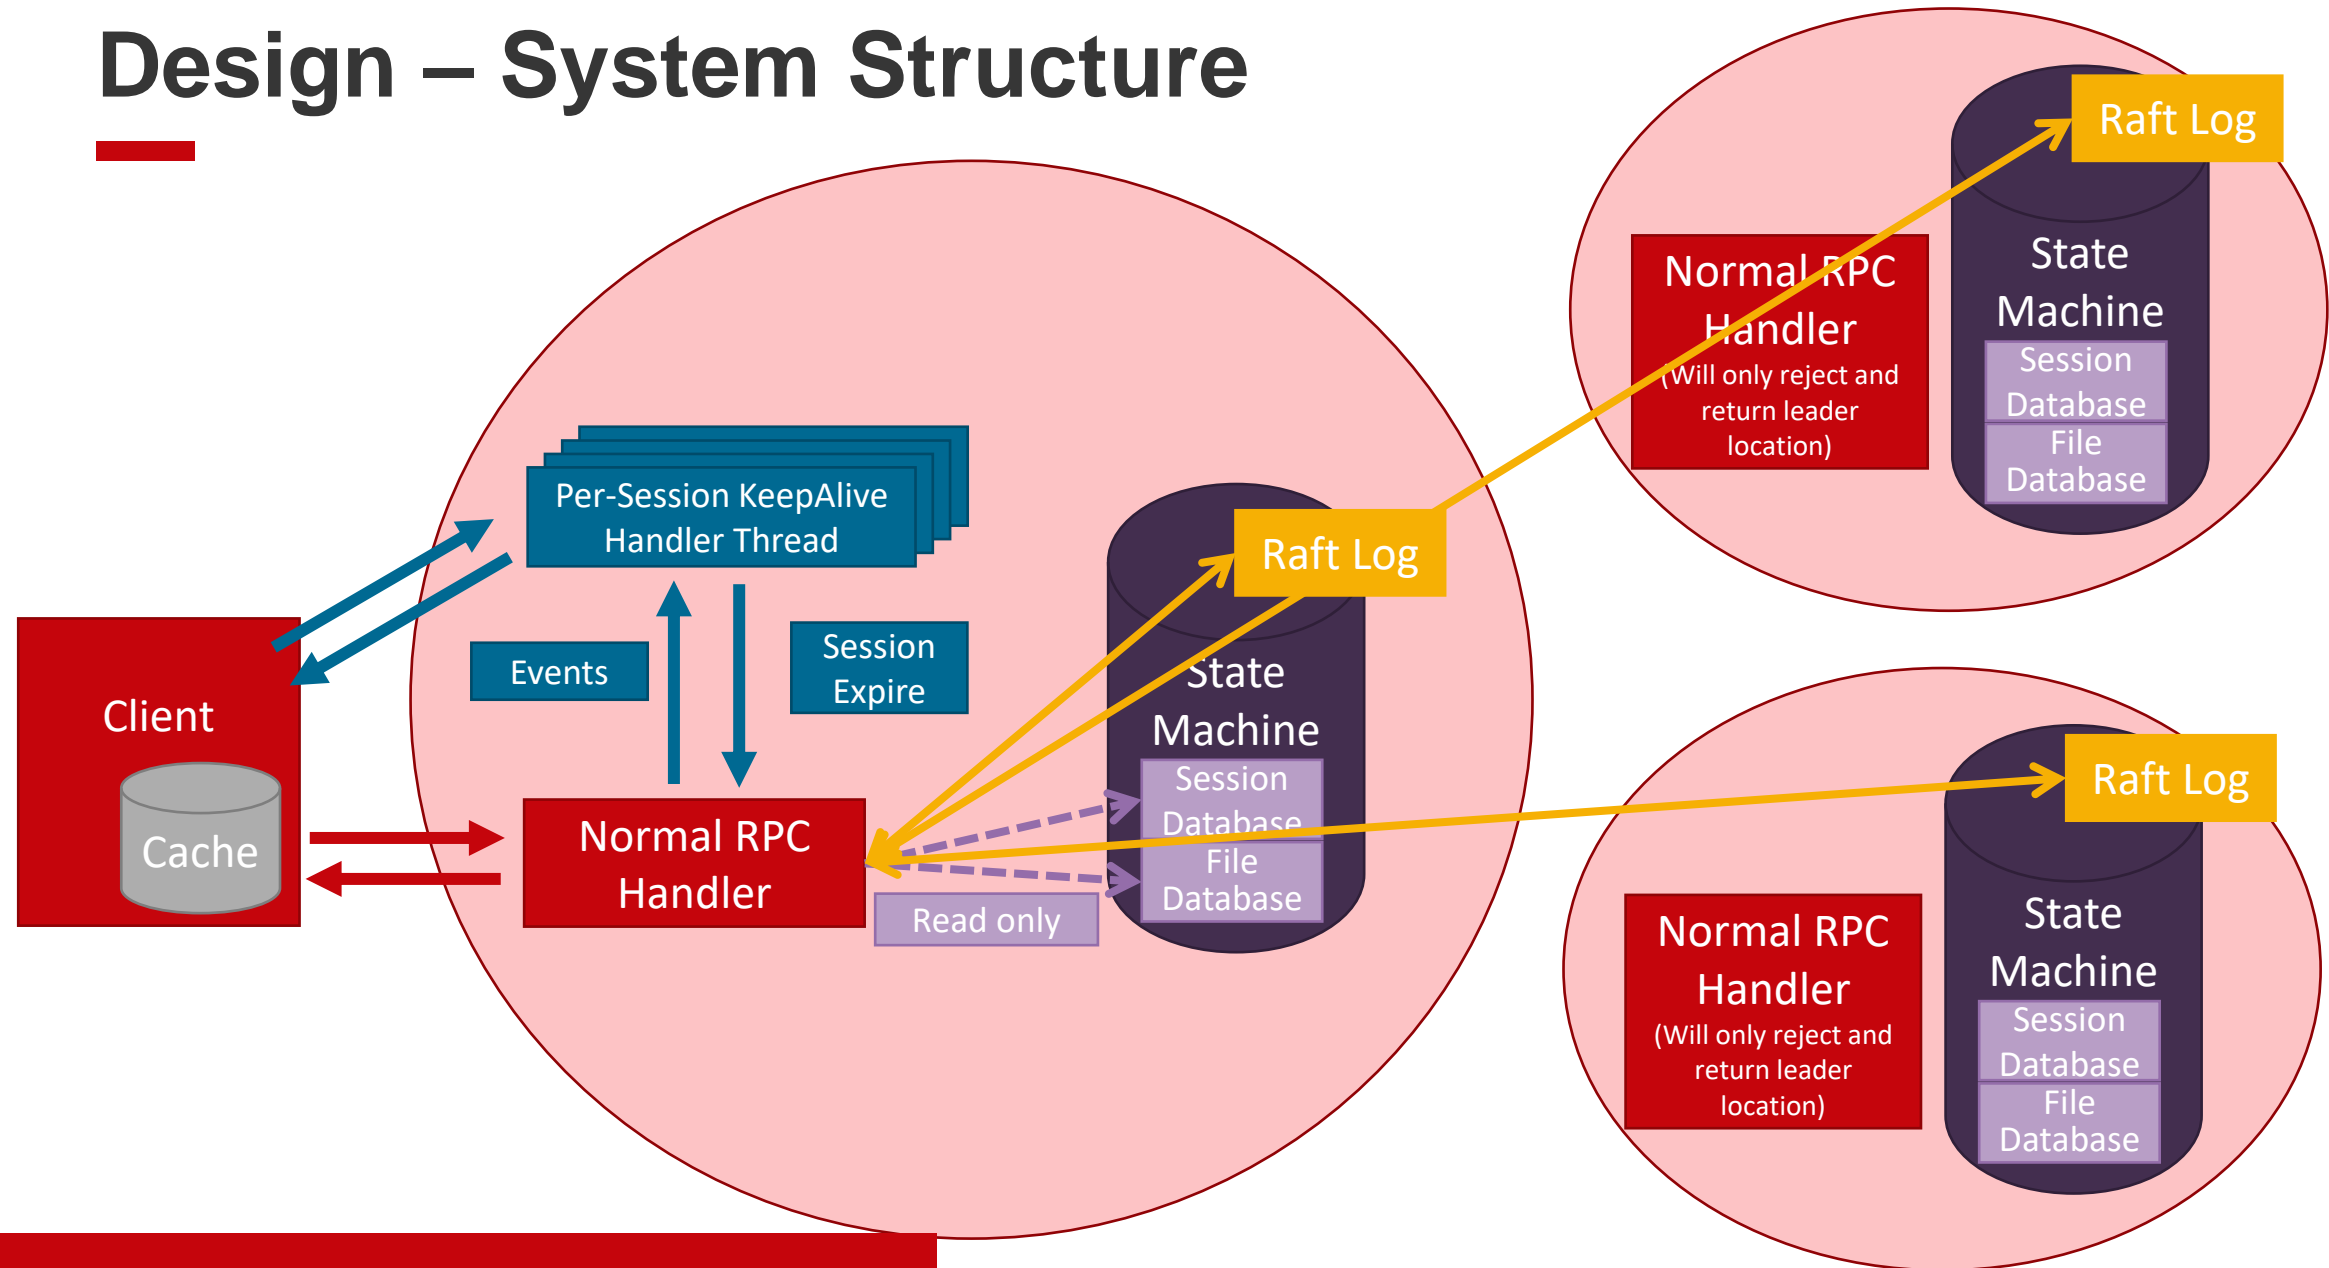 Design – System Structure
Per-Session KeepAlive
Handler Thread
Events
Session
Expire
Client
Cache
Normal RPC
Handler
Read only
Raft Log
State
Machine
Session
Database
File
Database
Raft Log
Normal RPC
Handler
(Will only reject and
return leader
location)
State
Machine
Session
Database
File
Database
Raft Log
Normal RPC
Handler
(Will only reject and
return leader
location)
State
Machine
Session
Database
File
Database